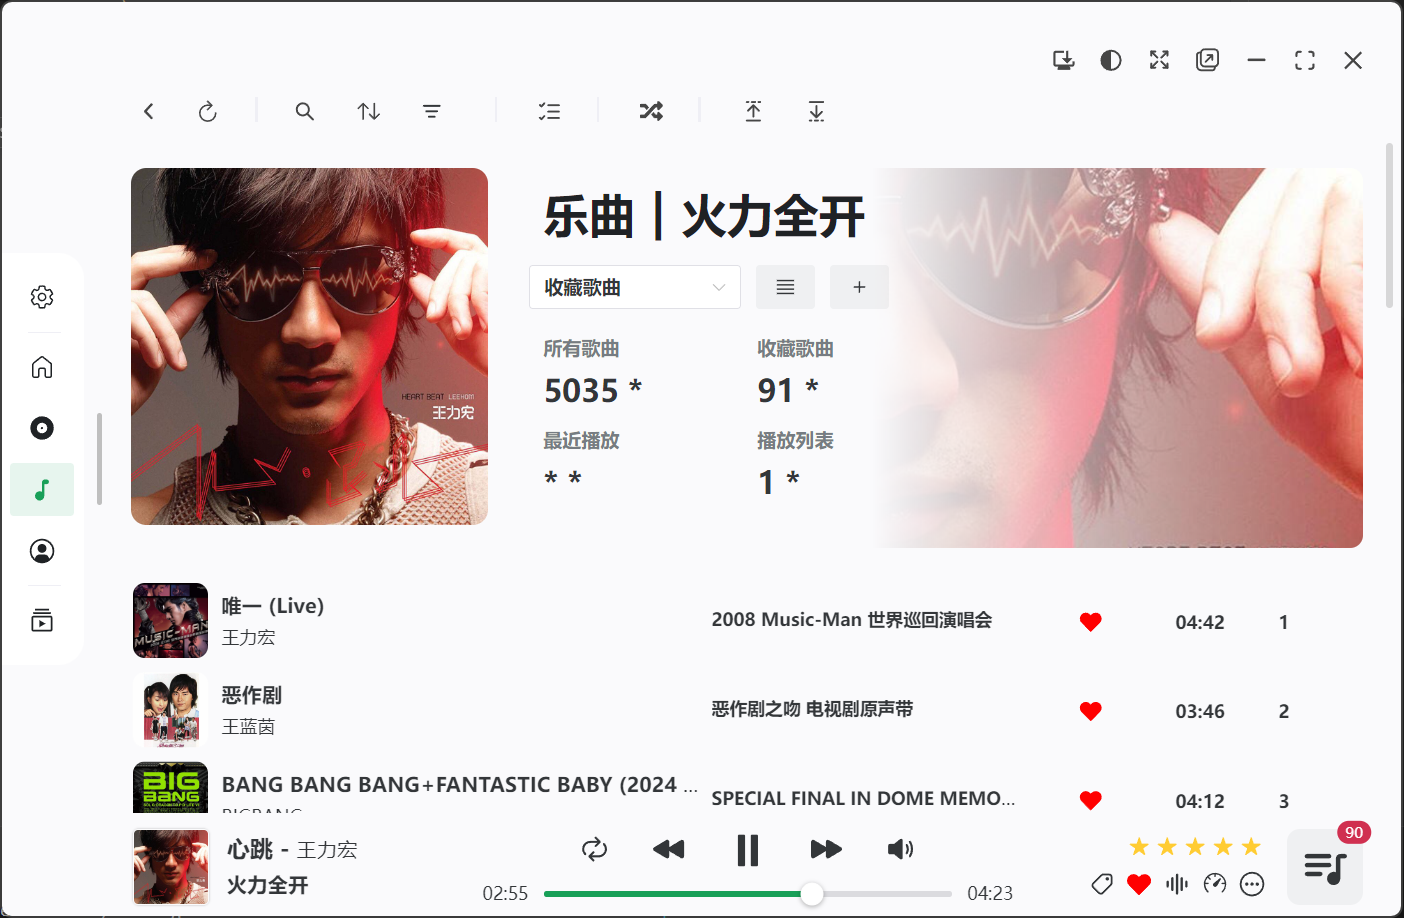 乐曲 | 火力全开
收藏歌曲
所有歌曲
收藏歌曲
5035 *
91 *
最近播放
播放列表
* *
1 *
HEART BEAT LEEHOM
王力宏
唯一 (Live)
王力宏
2008 Music-Man 世界巡回演唱会
04:42
1
MUSIC-MAN
恶作剧
王蓝茵
恶作剧之吻 电视剧原声带
03:46
2
BIG
BANG
BANG BANG BANG+FANTASTIC BABY (2024 ...
BIGBANG
SPECIAL FINAL IN DOME MEMO...
04:12
3
心跳 - 王力宏
火力全开
02:55
04:23
90